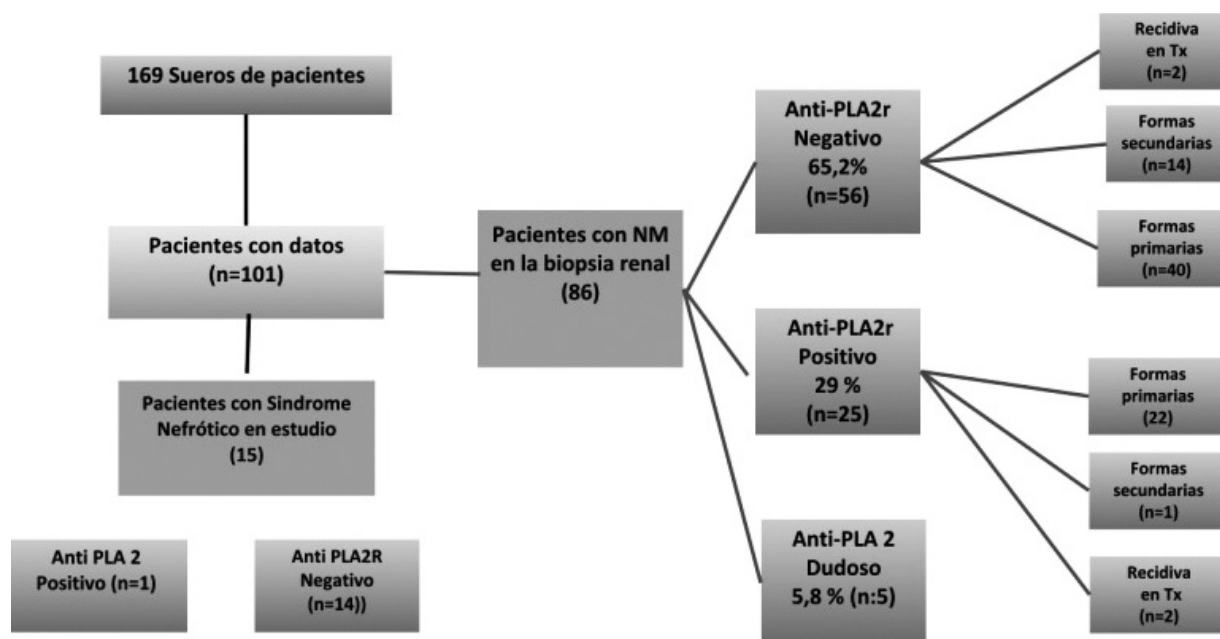 169 Sueros de pacientes
Pacientes con datos
(n=101)
Pacientes con Sindrome
Nefrótico en estudio
(15)
Anti PLA 2
Positivo (n=1)
Anti PLA2R
Negativo
(n=14))
Pacientes con NM
en la biopsia renal
(86)
Anti-PLA2r
Negativo
65,2%
(n=56)
Anti-PLA2r
Positivo
29 %
(n=25)
Anti-PLA 2
Dudoso
5,8 % (n:5)
Recidiva
en Tx
(n=2)
Formas
secundarias
(n=14)
Formas
primarias
(n=40)
Formas
primarias
(22)
Formas
secundarias
(n=1)
Recidiva
en Tx
(n=2)